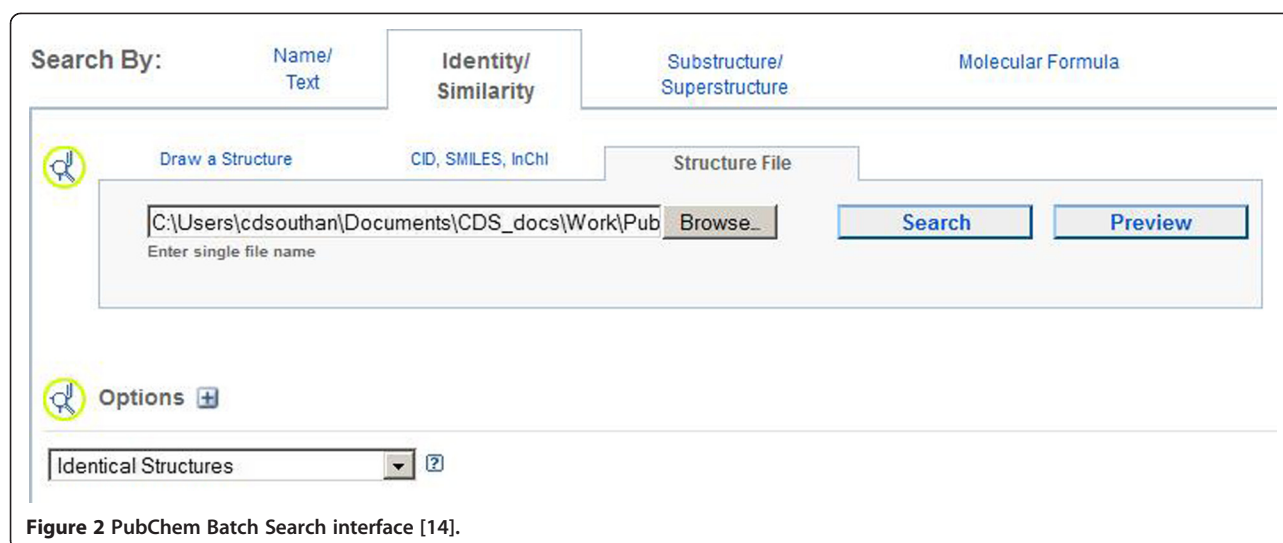 Search By:
Name/
Text
Identity/
Similarity
Substructure/
Superstructure
Molecular Formula
Draw a Structure
CID, SMILES, InChI
Structure File
C:\Users\cdsouthan\Documents\CDS_docs\Work\Pub
Browse...
Search
Preview
Enter single file name
Options
Identical Structures
Figure 2 PubChem Batch Search interface [14].